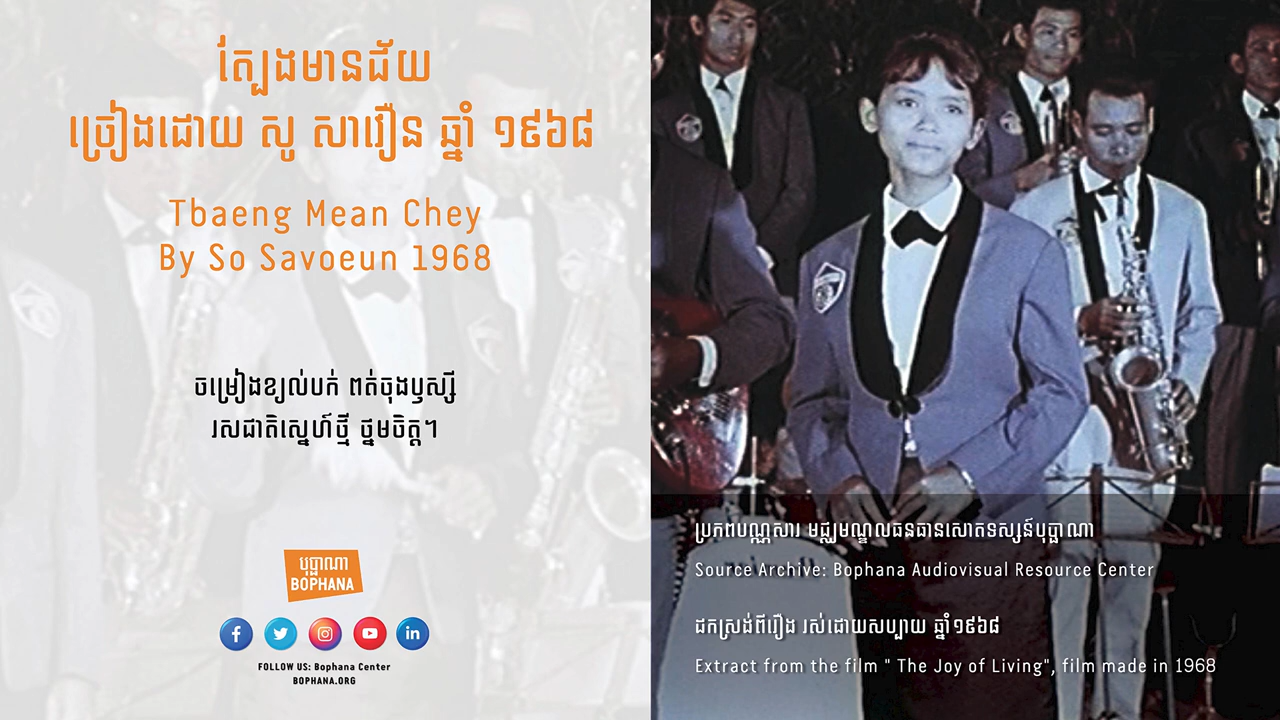 ត្បែងមានជ័យ
ច្រៀងដោយ សូ សាវឿន ឆ្នាំ ១៩៦៨
Tbaeng Mean Chey
By So Savoeun 1968
ចម្រៀងខ្យល់បក់ ពត់ចុងឫស្សី
រសជាតិស្នេហ៍ថ្មី ថ្នមចិត្ត។
បុប្ផាណា
BOPHANA
FOLLOW US: Bophana Center
BOPHANA.ORG
ប្រភពបណ្ណសារ មជ្ឈមណ្ឌលធនធានសោតទស្សន៍បុប្ផាណា
Source Archive: Bophana Audiovisual Resource Center
ដកស្រង់ពីរឿង រស់ដោយសប្បាយ ឆ្នាំ១៩៦៨
Extract from the film " The Joy of Living", film made in 1968